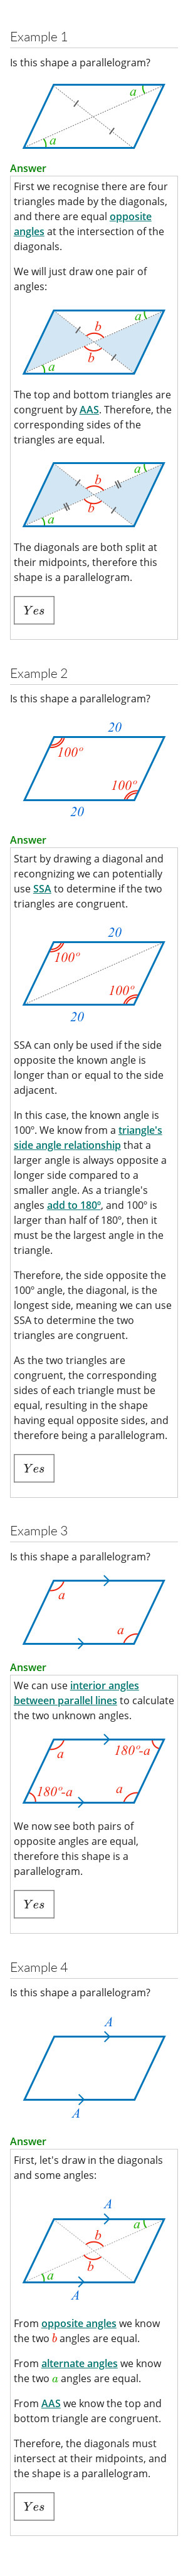 Example 1
Is this shape a parallelogram?
a
a
Answer
First we recognise there are four
triangles made by the diagonals,
and there are equal opposite
angles at the intersection of the
diagonals.
We will just draw one pair of
angles:
a
b
b
a
The top and bottom triangles are
congruent by AAS. Therefore, the
corresponding sides of the
triangles are equal.
a
b
b
a
The diagonals are both split at
their midpoints, therefore this
shape is a parallelogram.
Yes
Example 2
Is this shape a parallelogram?
20
100º
100º
20
Answer
Start by drawing a diagonal and
recongnizing we can potentially
use SSA to determine if the two
triangles are congruent.
20
100º
100º
20
SSA can only be used if the side
opposite the known angle is
longer than or equal to the side
adjacent.
In this case, the known angle is
100º. We know from a triangle's
side angle relationship that a
larger angle is always opposite a
longer side compared to a
smaller angle. As a triangle's
angles add to 180º, and 100º is
larger than half of 180º, then it
must be the largest angle in the
triangle.
Therefore, the side opposite the
100º angle, the diagonal, is the
longest side, meaning we can use
SSA to determine the two
triangles are congruent.
As the two triangles are
congruent, the corresponding
sides of each triangle must be
equal, resulting in the shape
having equal opposite sides, and
therefore being a parallelogram.
Yes
Example 3
Is this shape a parallelogram?
a
a
Answer
We can use interior angles
between parallel lines to calculate
the two unknown angles.
a
180º-a
180º-a
a
We now see both pairs of
opposite angles are equal,
therefore this shape is a
parallelogram.
Yes
Example 4
Is this shape a parallelogram?
A
A
Answer
First, let's draw in the diagonals
and some angles:
A
a
b
b
a
A
From opposite angles we know
the two b angles are equal.
From alternate angles we know
the two a angles are equal.
From AAS we know the top and
bottom triangle are congruent.
Therefore, the diagonals must
intersect at their midpoints, and
the shape is a parallelogram.
Yes